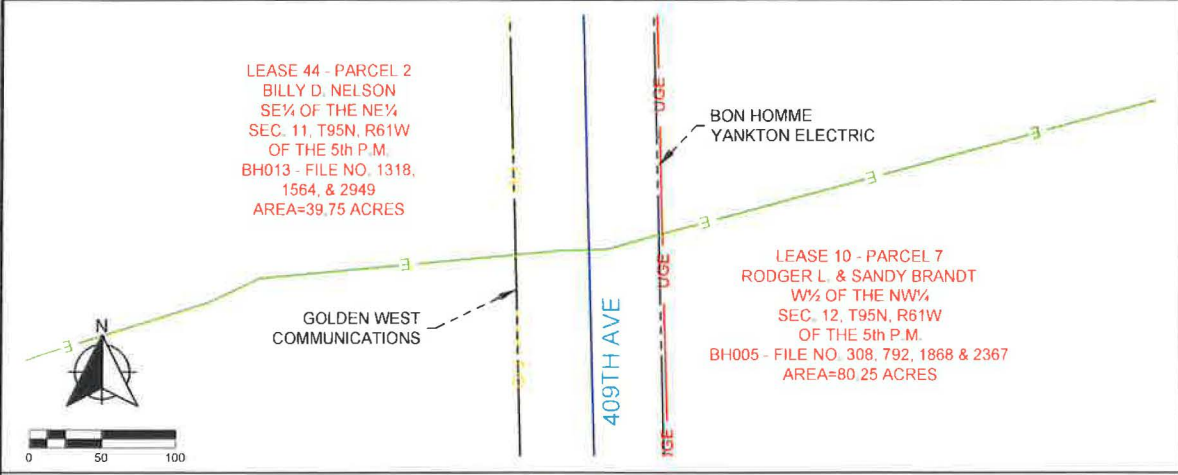 LEASE 44 - PARCEL 2
BILLY D. NELSON
SE¼ OF THE NE¼
SEC. 11, T95N, R61W
OF THE 5th P.M.
BH013 - FILE NO. 1318,
1564, & 2949
AREA=39.75 ACRES
BON HOMME
YANKTON ELECTRIC
UGE
E
E
E
E
E
GOLDEN WEST
COMMUNICATIONS
409TH AVE
UGE
LEASE 10 - PARCEL 7
RODGER L. & SANDY BRANDT
W½ OF THE NW¼
SEC. 12, T95N, R61W
OF THE 5th P.M.
BH005 - FILE NO. 308, 792, 1868 & 2367
AREA=80.25 ACRES
N
UGE
0 50 100